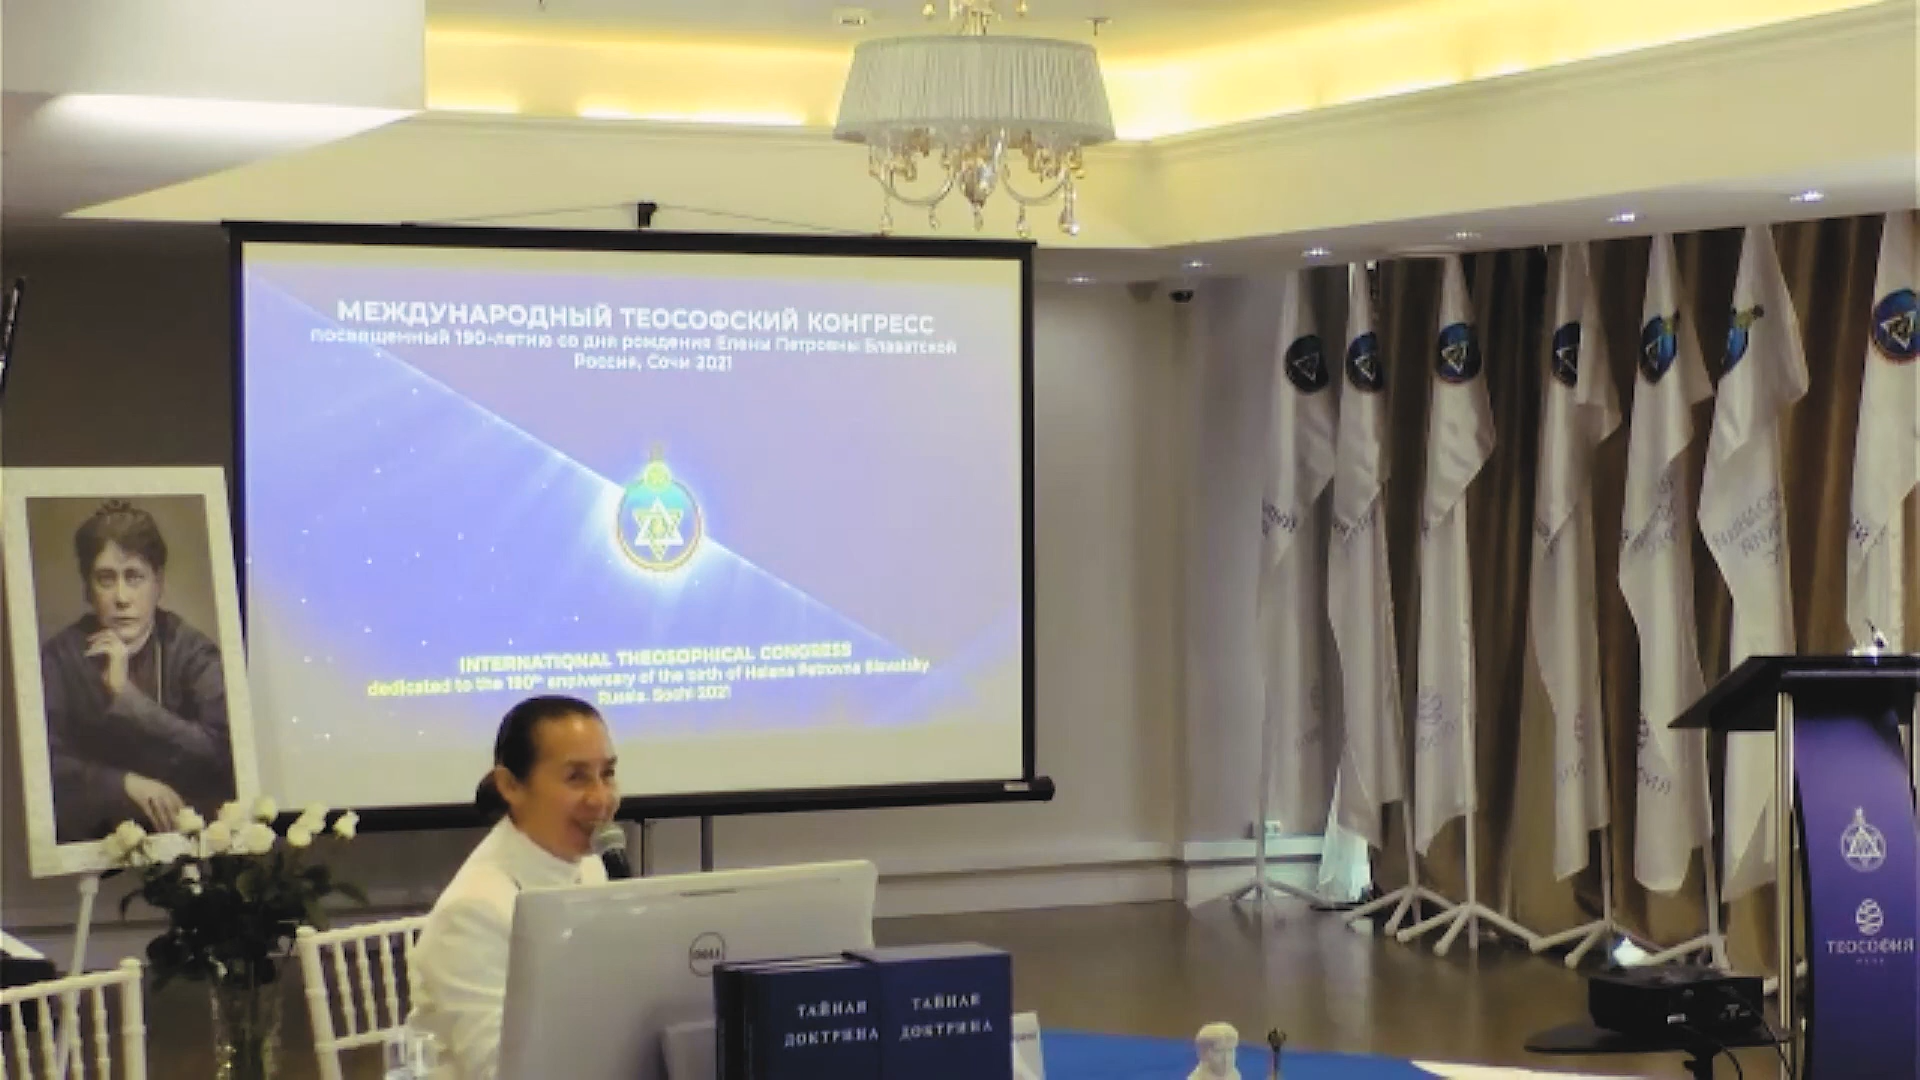 МЕЖДУНАРОДНЫЙ ТЕОСОФСКИЙ КОНГРЕСС
посвященный 190-летию со дня рождения Елены Петровны Блаватской
Россия, Сочи 2021
INTERNATIONAL THEOSOPHICAL CONGRESS
dedicated to the 190th anniversary of the birth of Helena Petrovna Blavatsky
Russia, Sochi 2021
DELL
ТАЙНАЯ
ДОКТРИНА
ТАЙНАЯ
ДОКТРИНА
ТЕОСОФИЯ